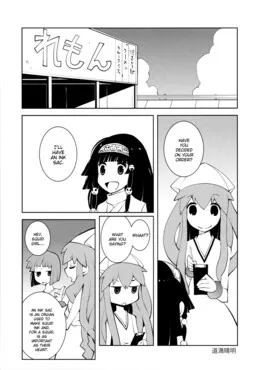 れもん
HAVE
YOU
DECIDED
ON YOUR
ORDER?
I'LL
HAVE
AN INK
SAC.
WHAAT?
WHAT
ARE YOU
SAYING?
HEY,
SQUID
GIRL...
AN INK SAC
IS AN ORGAN
USED TO
MAKE SQUID
INK AND,
FOR A SQUID,
IS AS
IMPORTANT
AS THEIR
HEART.
道満晴明